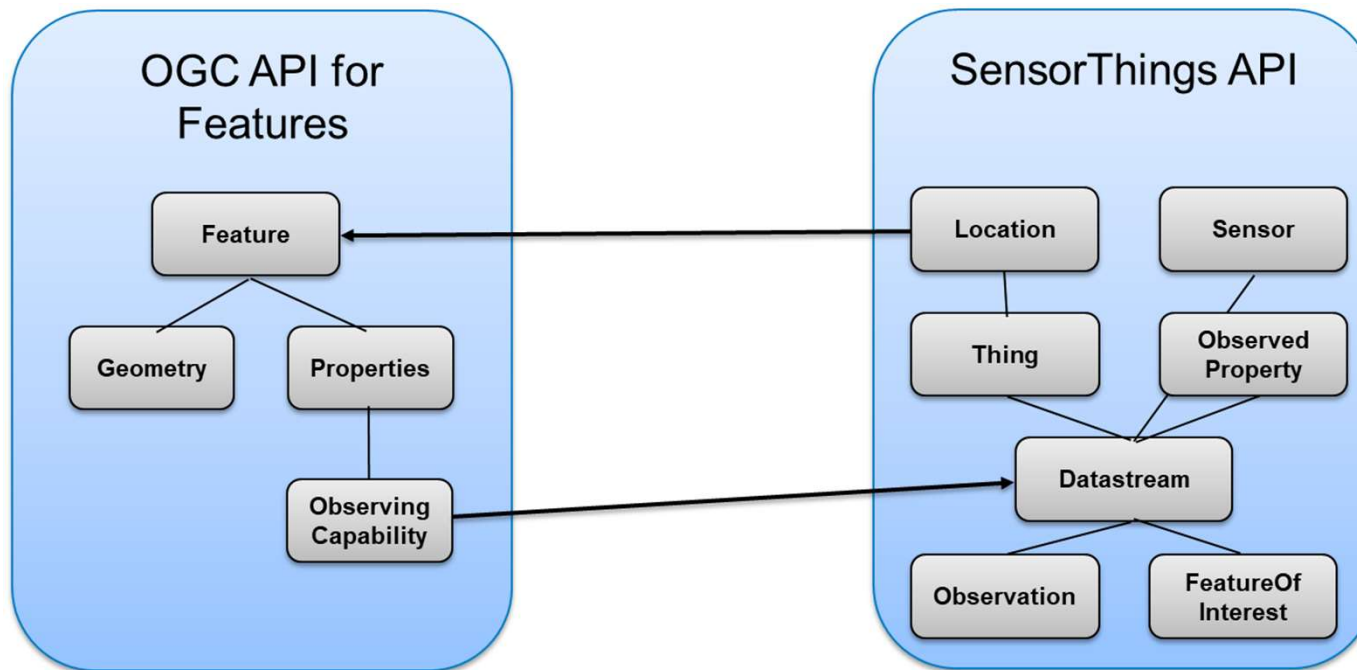 OGC API for
Features
Feature
Geometry
Properties
Observing
Capability
SensorThings API
Location
Sensor
Thing
Observed
Property
Datastream
Observation
FeatureOf
Interest